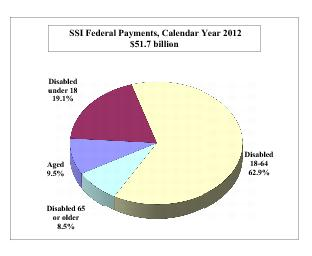 SSI Federal Payments, Calendar Year 2012
$51.7 billion
Disabled
under 18
19.1%
Aged
9.5%
Disabled 65
or older
8.5%
Disabled
18-64
62.9%